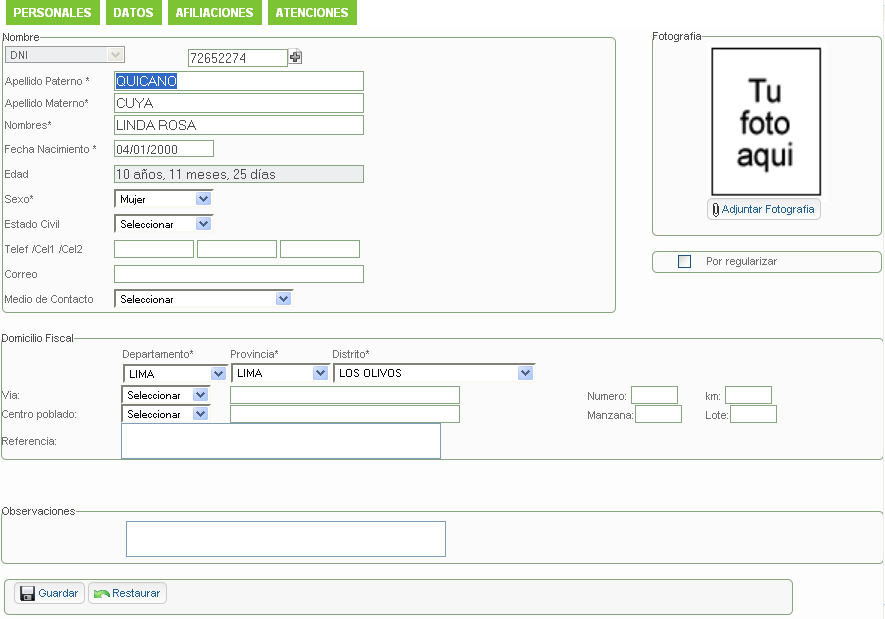 PERSONALES DATOS AFILIACIONES ATENCIONES
Nombre
DNI 72652274
Apellido Paterno * QUICANO
Apellido Materno* CUYA
Nombres* LINDA ROSA
Fecha Nacimiento * 04/01/2000
Edad 10 años, 11 meses, 25 días
Sexo* Mujer
Estado Civil Seleccionar
Telef /Cel1 /Cel2
Correo
Medio de Contacto Seleccionar
Fotografia
Tu
foto
aqui
Adjuntar Fotografia
Por regularizar
Domicilio Fiscal
Departamento* Provincia* Distrito*
LIMA LIMA LOS OLIVOS
Via: Seleccionar Numero: km:
Centro poblado: Seleccionar Manzana: Lote:
Referencia:
Observaciones
Guardar Restaurar